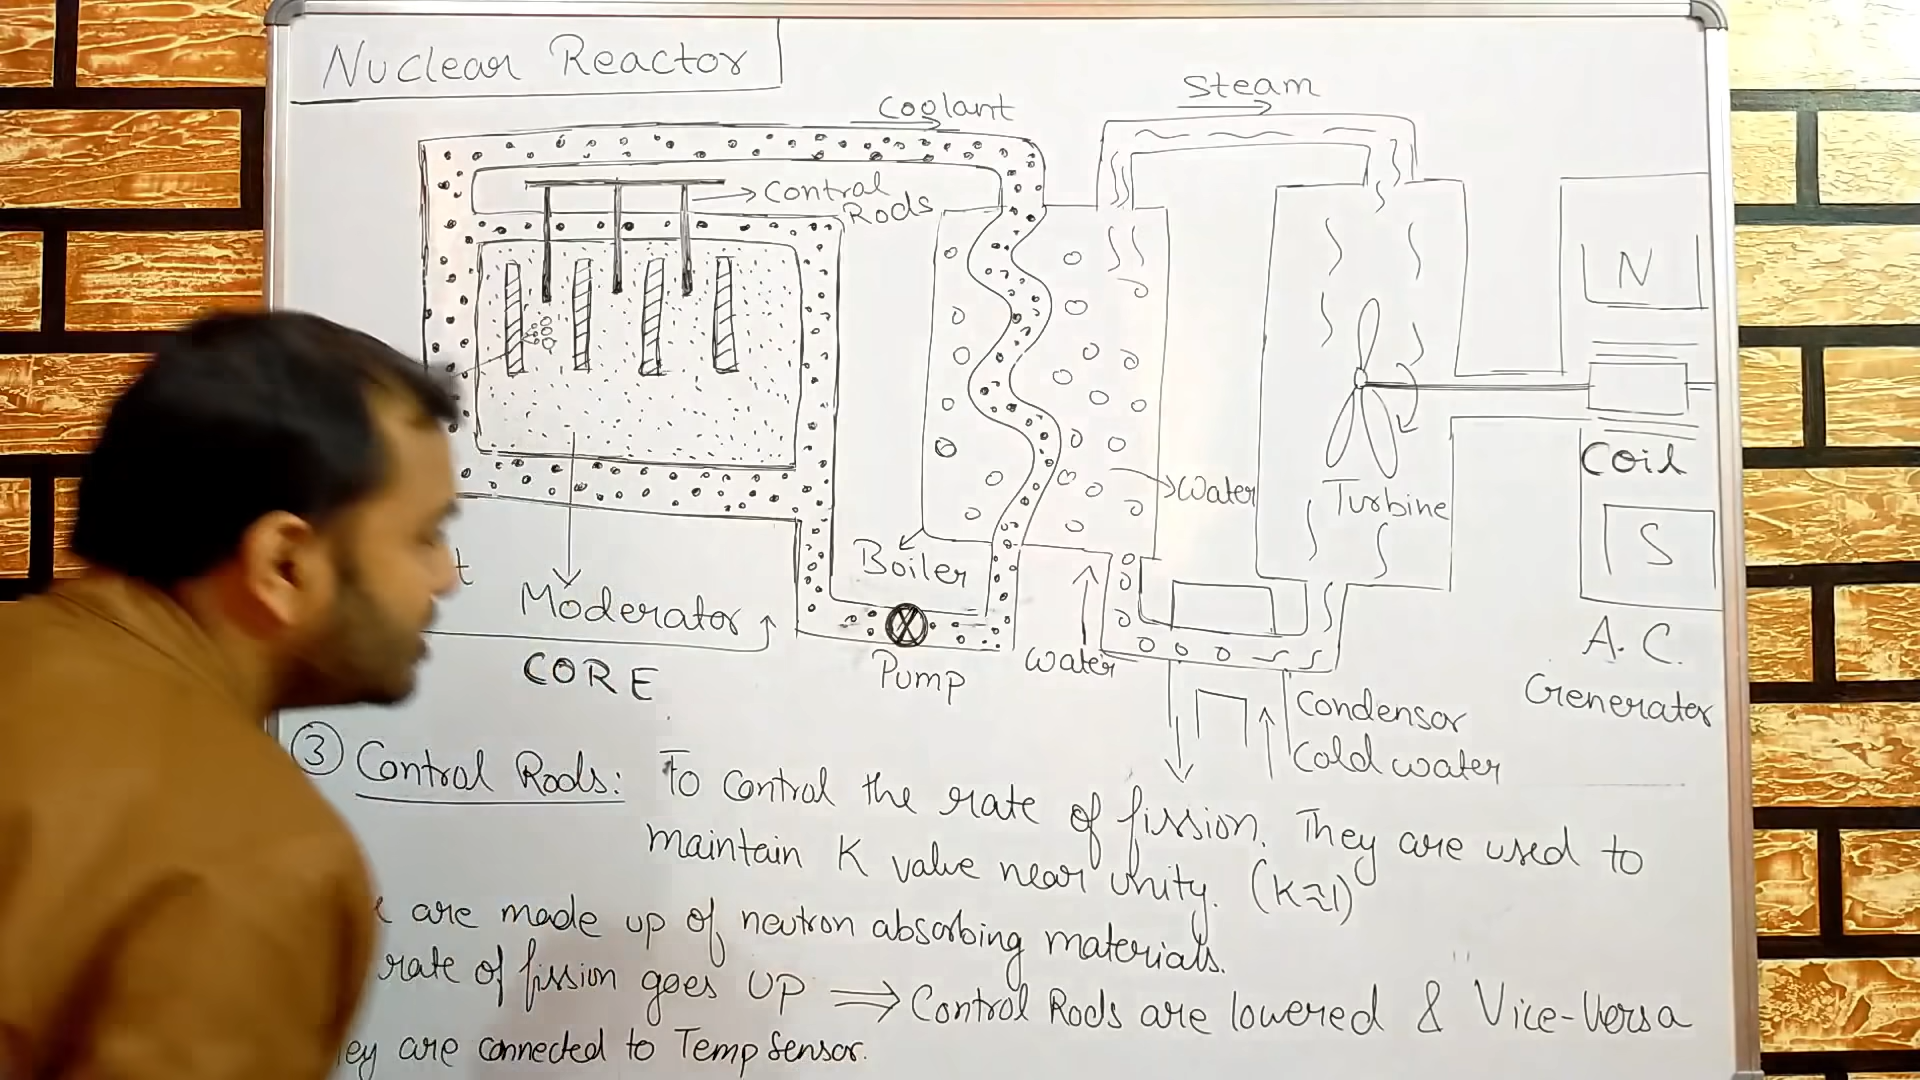 Nuclear Reactor
Coolant
Steam
Control
Rods
N
Coil
Water
Turbine
S
Boiler
Moderator
CORE
Pump
Water
A.C.
Generator
Condensor
Cold water
③ Control Rods: To control the rate of fission. They are used to
maintain K value near unity. (K≈1)
are made up of neutron absorbing materials.
rate of fission goes UP ⇒ Control Rods are lowered & Vice-Versa
are connected to Temp Sensor.